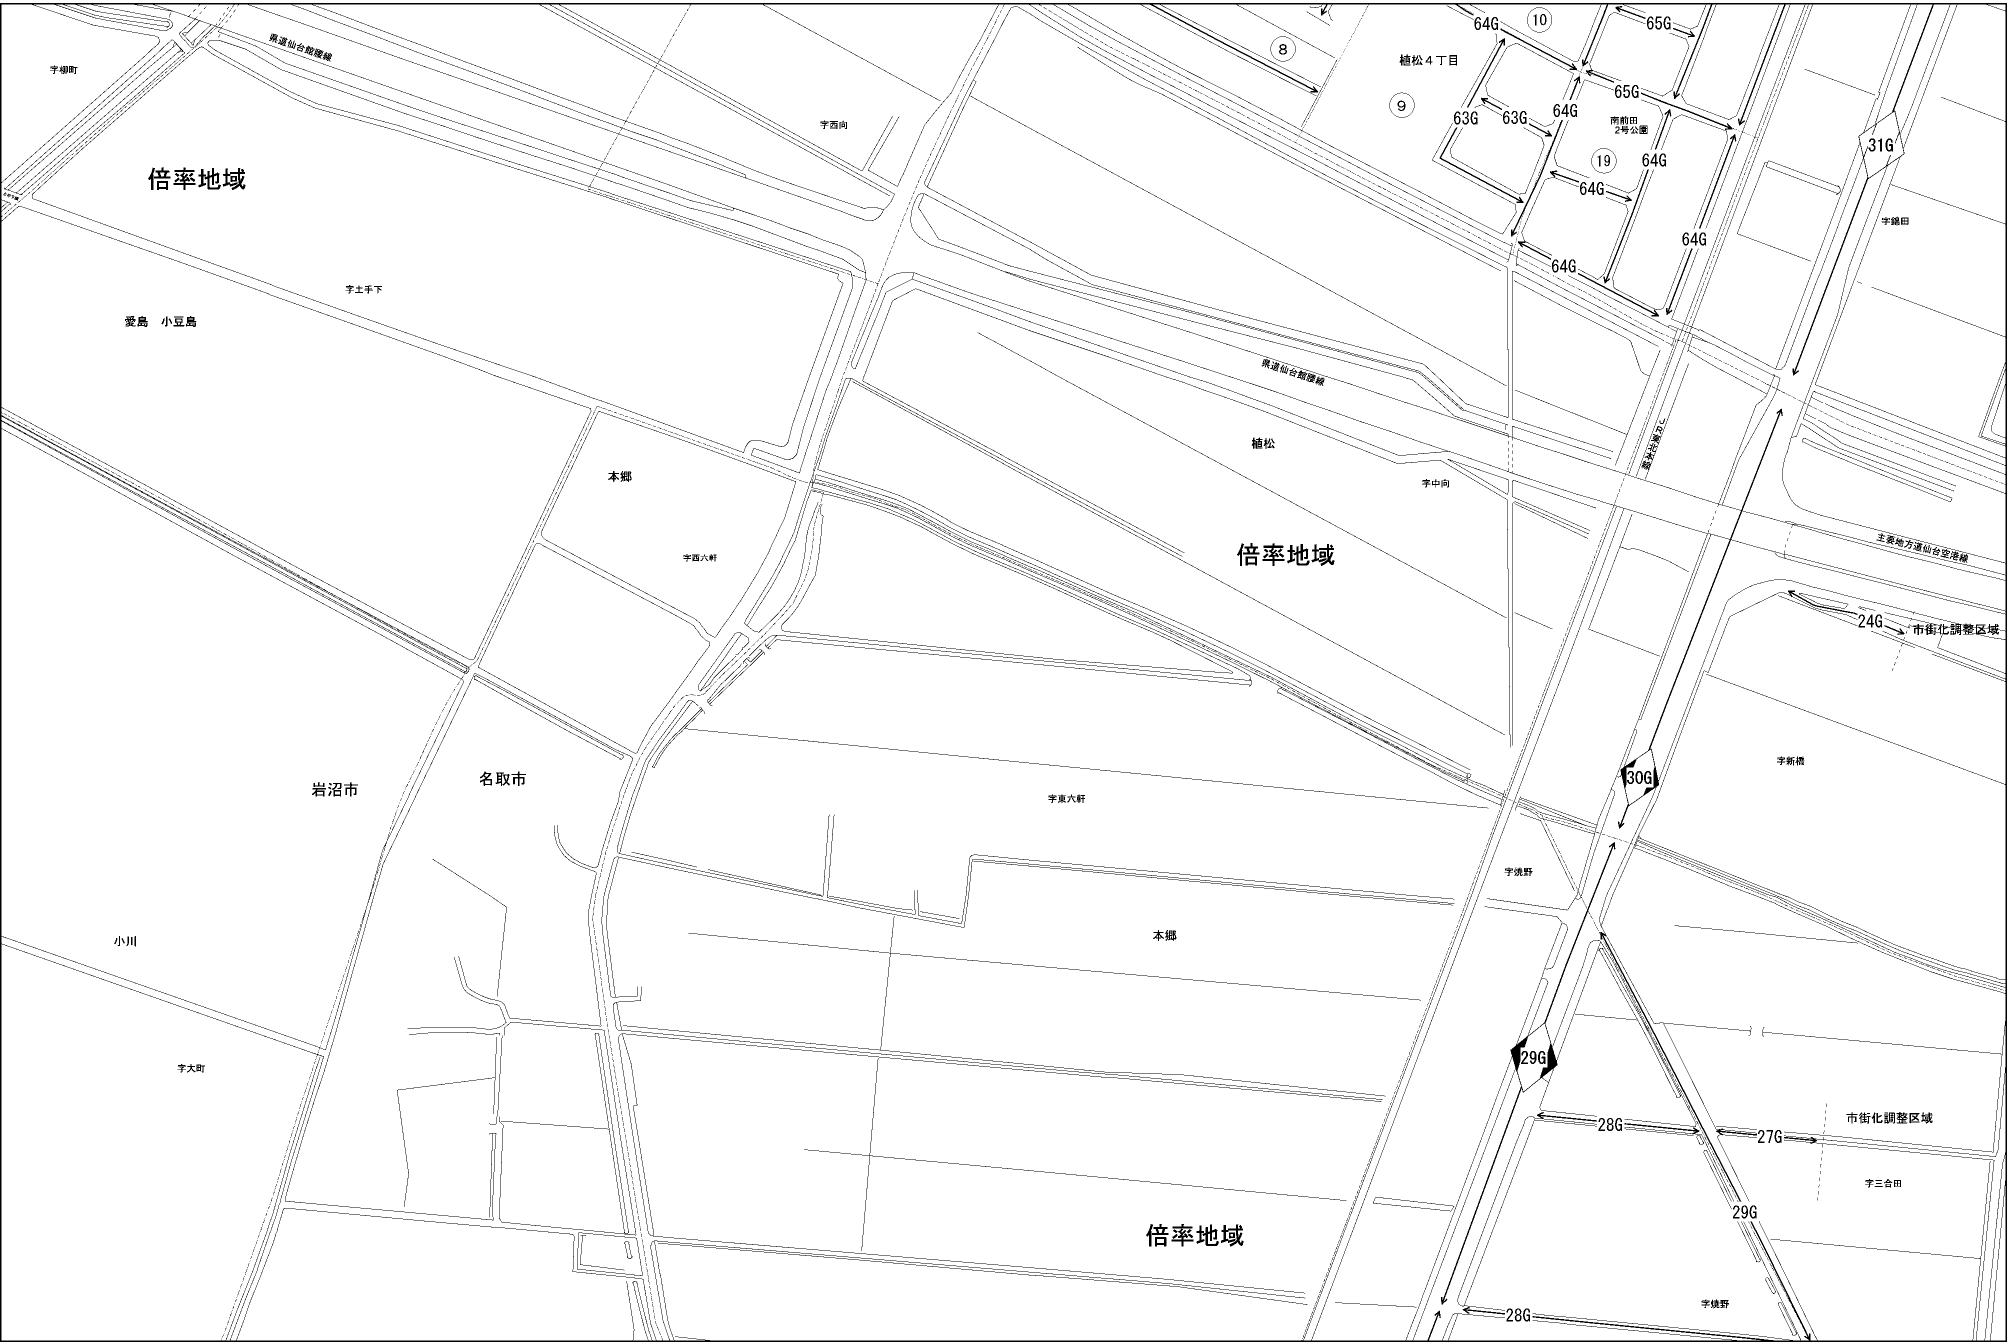 64G
⑩
65G
⑧
県道仙台館腰線
字柳町
植松４丁目
65G
⑨
63G
63G
64G
南前田
2号公園
字西向
31G
⑲
64G
64G
倍率地域
字鍋田
64G
64G
字土手下
愛島　小豆島
県道仙台館腰線
JR東北本線
植松
本郷
字中向
主要地方道仙台空港線
倍率地域
字西六軒
24G
市街化調整区域
字新橋
30G
名取市
岩沼市
字東六軒
字焼野
本郷
小川
29G
字大町
市街化調整区域
28G
27G
字三合田
29G
倍率地域
字焼野
28G